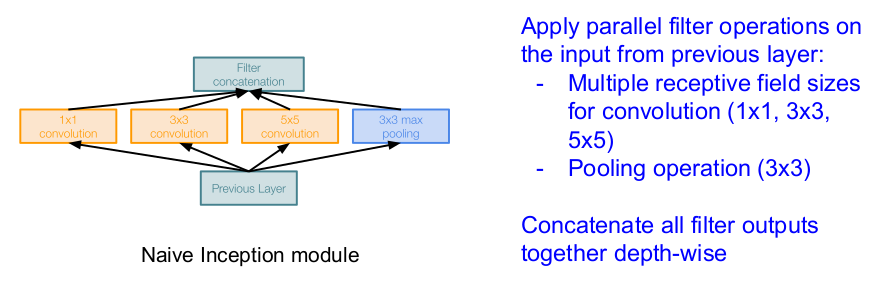 Filter
concatenation
1x1
convolution
3x3
convolution
5x5
convolution
3x3 max
pooling
Previous Layer
Naive Inception module
Apply parallel filter operations on
the input from previous layer:
- Multiple receptive field sizes
for convolution (1x1, 3x3,
5x5)
- Pooling operation (3x3)
Concatenate all filter outputs
together depth-wise